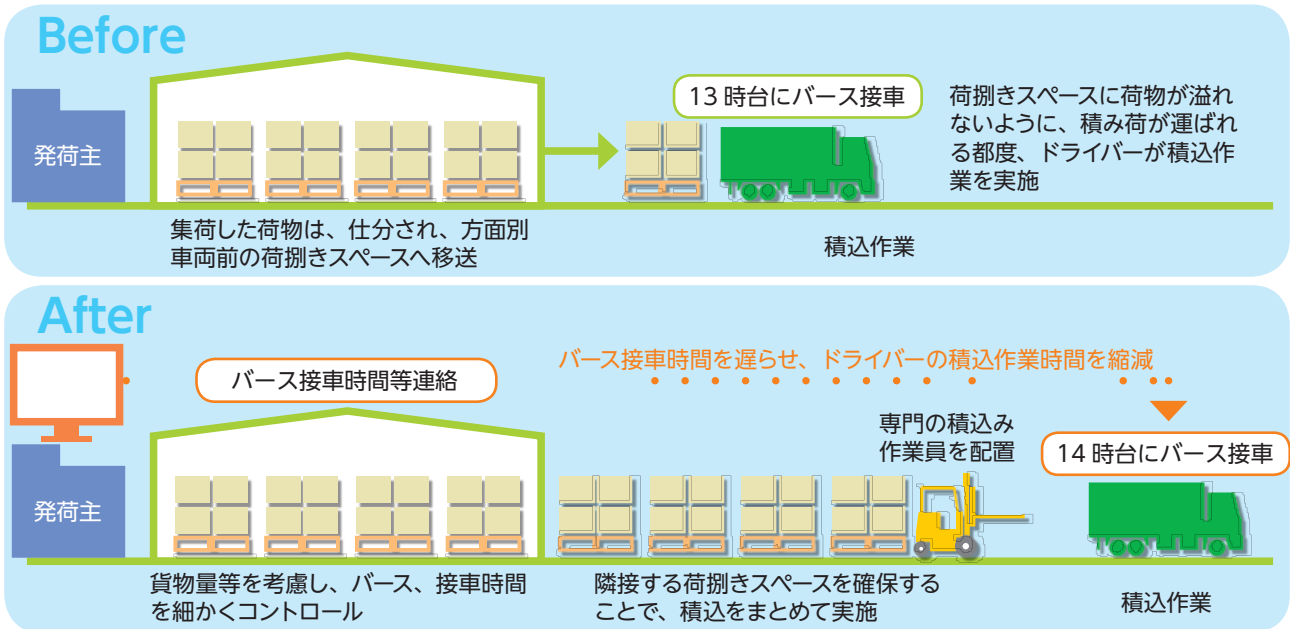 Before
発荷主
13時台にバース接車
荷捌きスペースに荷物が溢れ
ないように、積み荷が運ばれ
る都度、ドライバーが積込作
業を実施
集荷した荷物は、仕分され、方面別
車両前の荷捌きスペースへ移送
積込作業
After
バース接車時間等連絡
バース接車時間を遅らせ、ドライバーの積込作業時間を縮減
専門の積込み
作業員を配置
14時台にバース接車
発荷主
貨物量等を考慮し、バース、接車時間
を細かくコントロール
隣接する荷捌きスペースを確保する
ことで、積込をまとめて実施
積込作業